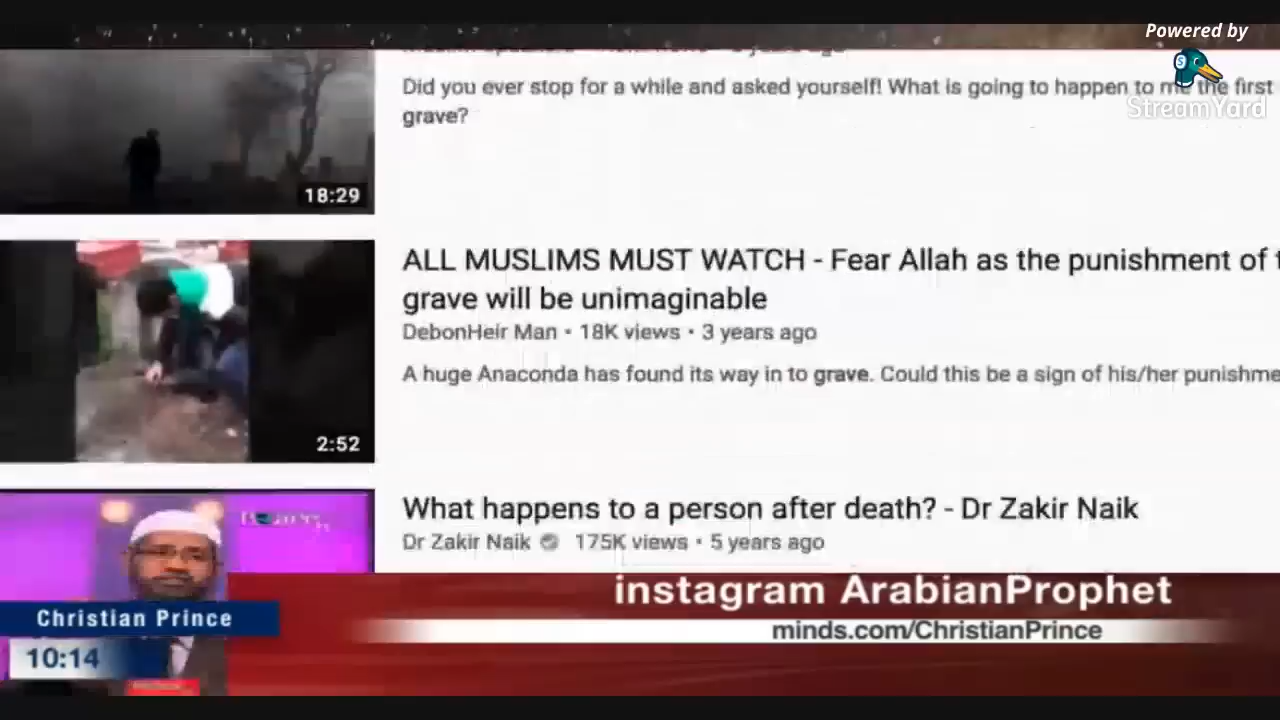 Powered by
StreamYard
Did you ever stop for a while and asked yourself! What is going to happen to me the first
grave?
18:29
ALL MUSLIMS MUST WATCH - Fear Allah as the punishment of t
grave will be unimaginable
DebonHeir Man • 18K views • 3 years ago
A huge Anaconda has found its way in to grave. Could this be a sign of his/her punishme
2:52
What happens to a person after death? - Dr Zakir Naik
Dr Zakir Naik 175K views • 5 years ago
instagram ArabianProphet
Christian Prince
minds.com/ChristianPrince
10:14